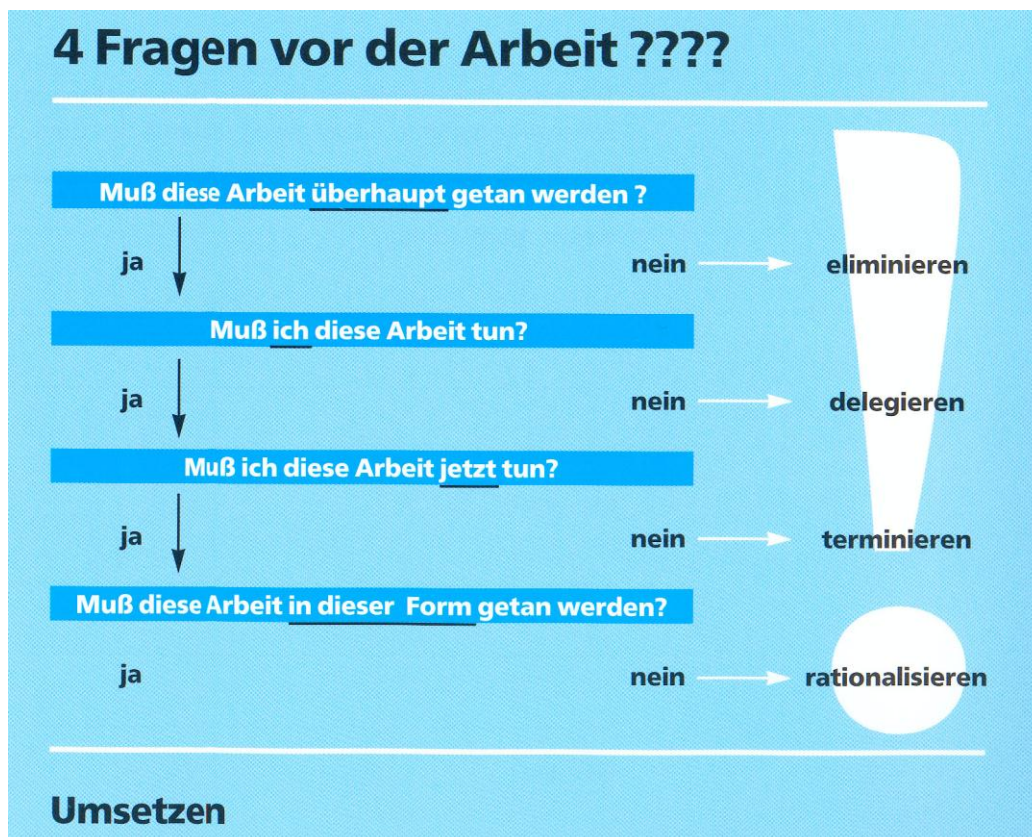 4 Fragen vor der Arbeit ????
Muß diese Arbeit überhaupt getan werden ?
ja nein eliminieren
Muß ich diese Arbeit tun?
ja nein delegieren
Muß ich diese Arbeit jetzt tun?
ja nein terminieren
Muß diese Arbeit in dieser Form getan werden?
ja nein rationalisieren
Umsetzen